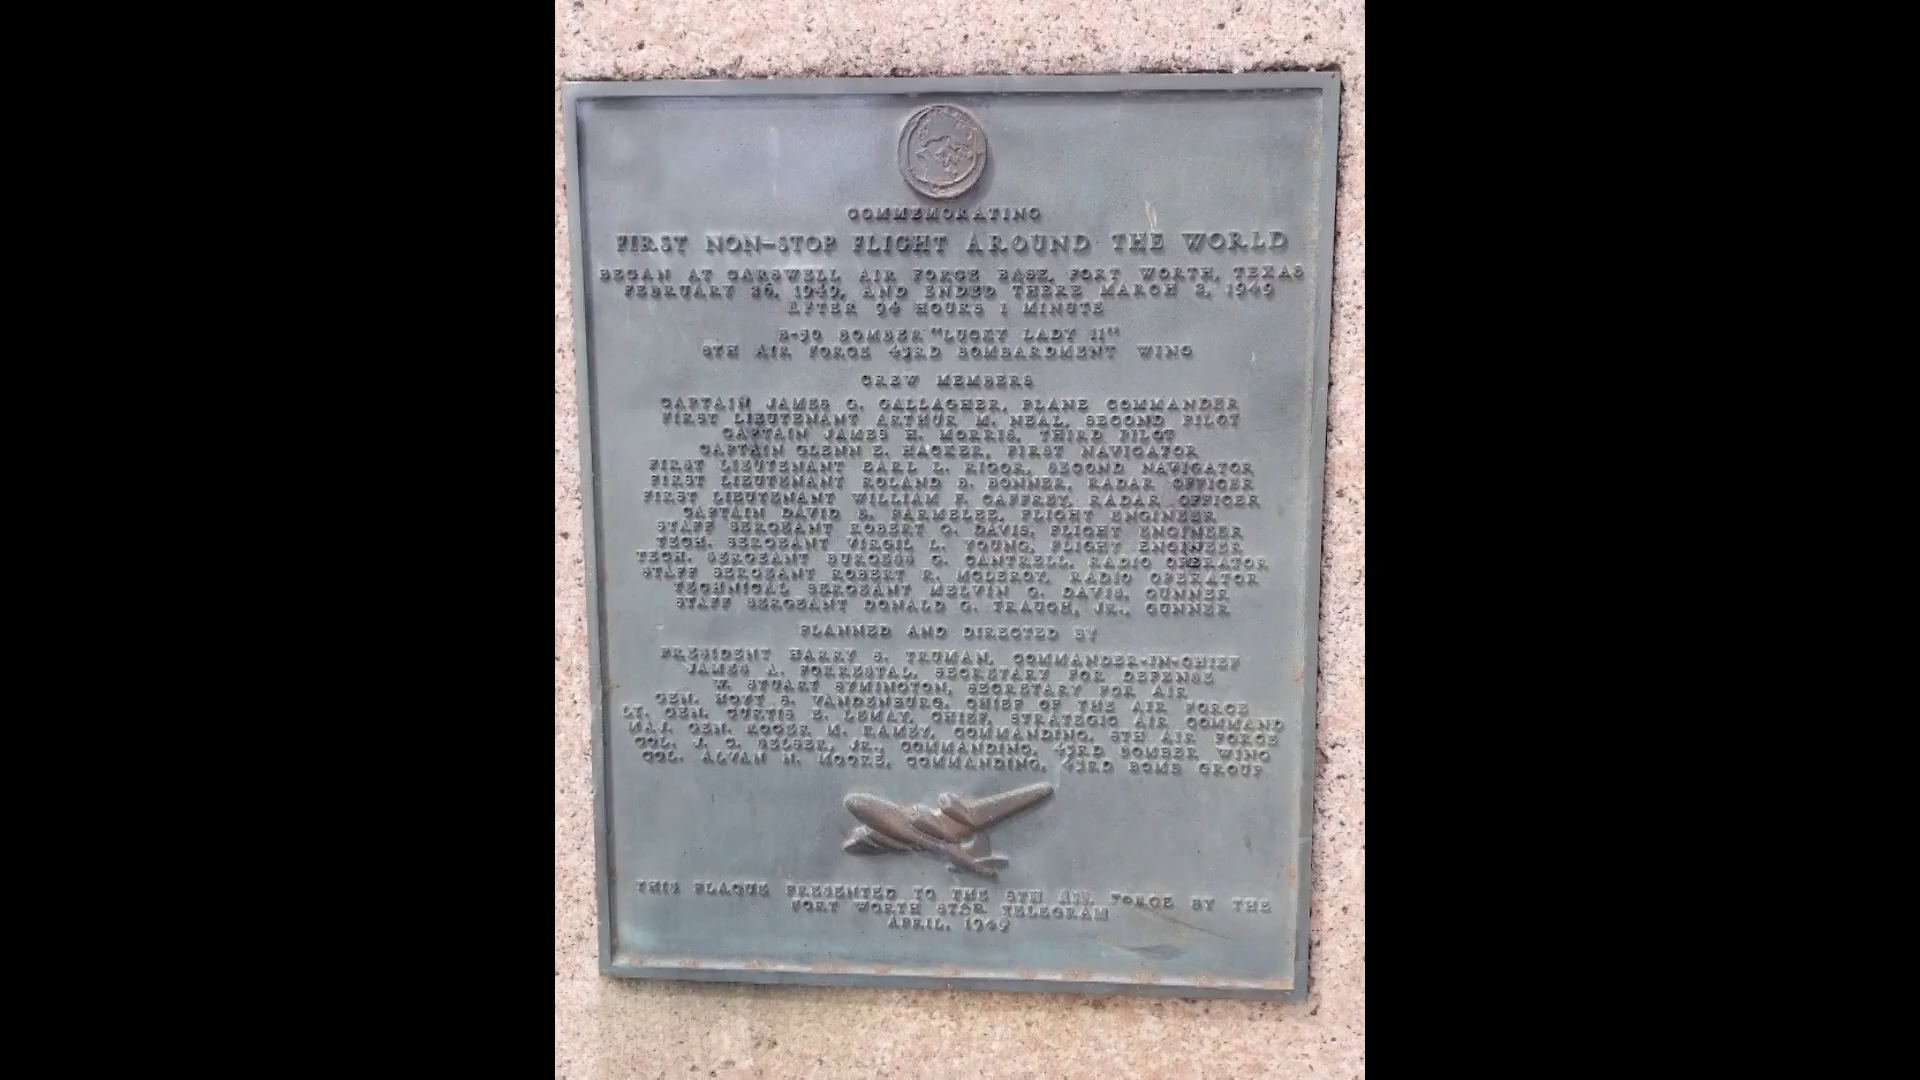 COMMEMORATING
FIRST NON-STOP FLIGHT AROUND THE WORLD
BEGAN AT CARSWELL AIR FORCE BASE, FORT WORTH, TEXAS
FEBRUARY 26, 1949, AND ENDED THERE MARCH 2, 1949
AFTER 94 HOURS 1 MINUTE
B-50 BOMBER "LUCKY LADY II"
8TH AIR FORCE 43RD BOMBARDMENT WING
CREW MEMBERS
CAPTAIN JAMES G. GALLAGHER, PLANE COMMANDER
FIRST LIEUTENANT ARTHUR M. NEAL, SECOND PILOT
CAPTAIN JAMES H. MORRIS, THIRD PILOT
CAPTAIN GLENN E. HACKER, FIRST NAVIGATOR
FIRST LIEUTENANT EARL L. RIGOR, SECOND NAVIGATOR
FIRST LIEUTENANT ROLAND B. BONNER, RADAR OFFICER
FIRST LIEUTENANT WILLIAM F. CAFFREY, RADAR OFFICER
CAPTAIN DAVID B. PARMELEE, FLIGHT ENGINEER
STAFF SERGEANT ROBERT G. DAVIS, FLIGHT ENGINEER
TECH. SERGEANT VIRGIL L. YOUNG, FLIGHT ENGINEER
TECH. SERGEANT BURGESS C. CANTRELL, RADIO OPERATOR
STAFF SERGEANT ROBERT R. MCLEROY, RADIO OPERATOR
TECHNICAL SERGEANT MELVIN G. DAVIS, GUNNER
STAFF SERGEANT DONALD G. TRAUGH, JR., GUNNER
PLANNED AND DIRECTED BY
PRESIDENT HARRY S. TRUMAN, COMMANDER-IN-CHIEF
JAMES A. FORRESTAL, SECRETARY FOR DEFENSE
W. STUART SYMINGTON, SECRETARY FOR AIR
GEN. HOYT S. VANDENBURG, CHIEF OF THE AIR FORCE
LT. GEN. CURTIS E. LEMAY, CHIEF, STRATEGIC AIR COMMAND
MAJ. GEN. ROGER M. RAMEY, COMMANDING, 8TH AIR FORCE
COL. J. C. SELSER, JR., COMMANDING, 43RD BOMBER WING
COL. ALVAN N. MOORE, COMMANDING, 43RD BOMB GROUP
THIS PLAQUE PRESENTED TO THE 8TH AIR FORCE BY THE
FORT WORTH STAR TELEGRAM
APRIL, 1949